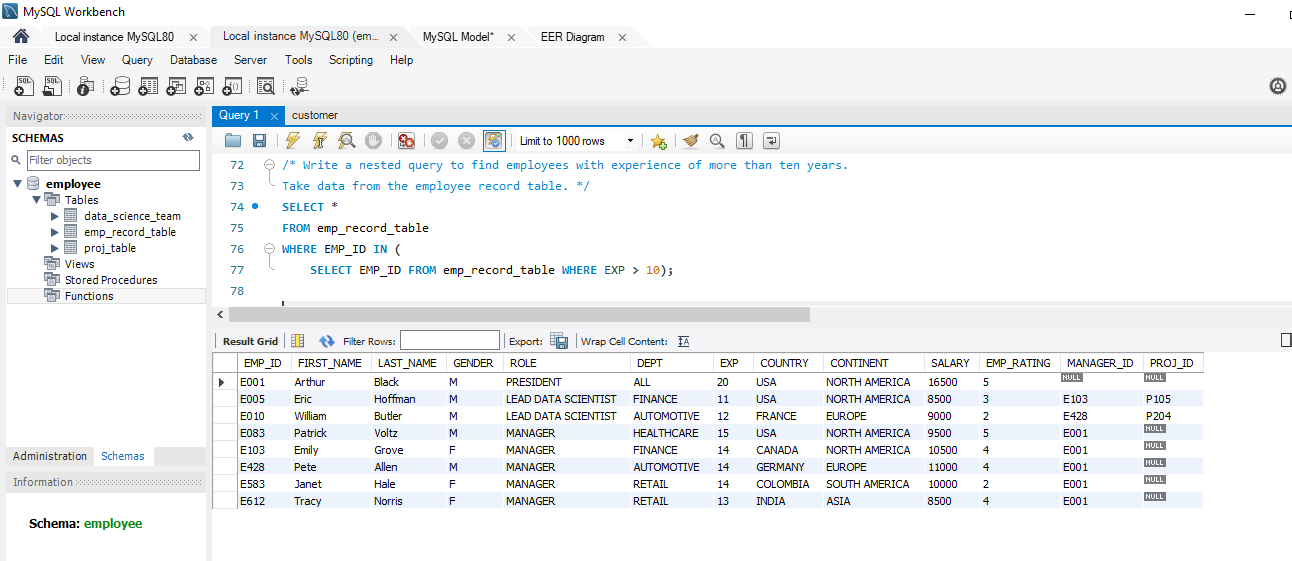 MySQL Workbench
Local instance MySQL80 Local instance MySQL80 (em... MySQL Model* EER Diagram
File Edit View Query Database Server Tools Scripting Help
Navigator
SCHEMAS
Filter objects
employee
Tables
data_science_team
emp_record_table
proj_table
Views
Stored Procedures
Functions
Administration Schemas
Information
Schema: employee
Query 1 customer
Limit to 1000 rows
72 /* Write a nested query to find employees with experience of more than ten years.
73 Take data from the employee record table. */
74 SELECT *
75 FROM emp_record_table
76 WHERE EMP_ID IN (
77 SELECT EMP_ID FROM emp_record_table WHERE EXP > 10);
78
Result Grid Filter Rows: Export: Wrap Cell Content:
EMP_ID FIRST_NAME LAST_NAME GENDER ROLE DEPT EXP COUNTRY CONTINENT SALARY EMP_RATING MANAGER_ID PROJ_ID
E001 Arthur Black M PRESIDENT ALL 20 USA NORTH AMERICA 16500 5 NULL NULL
E005 Eric Hoffman M LEAD DATA SCIENTIST FINANCE 11 USA NORTH AMERICA 8500 3 E103 P105
E010 William Butler M LEAD DATA SCIENTIST AUTOMOTIVE 12 FRANCE EUROPE 9000 2 E428 P204
E083 Patrick Voltz M MANAGER HEALTHCARE 15 USA NORTH AMERICA 9500 5 E001 NULL
E103 Emily Grove F MANAGER FINANCE 14 CANADA NORTH AMERICA 10500 4 E001 NULL
E428 Pete Allen M MANAGER AUTOMOTIVE 14 GERMANY EUROPE 11000 4 E001 NULL
E583 Janet Hale F MANAGER RETAIL 14 COLOMBIA SOUTH AMERICA 10000 2 E001 NULL
E612 Tracy Norris F MANAGER RETAIL 13 INDIA ASIA 8500 4 E001 NULL